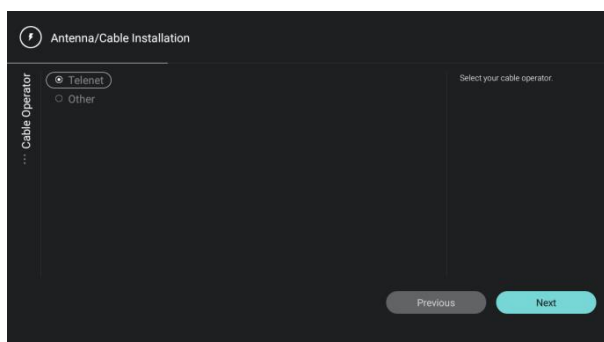 Antenna/Cable Installation
... Cable Operator
Telenet
Other
Select your cable operator.
Previous
Next